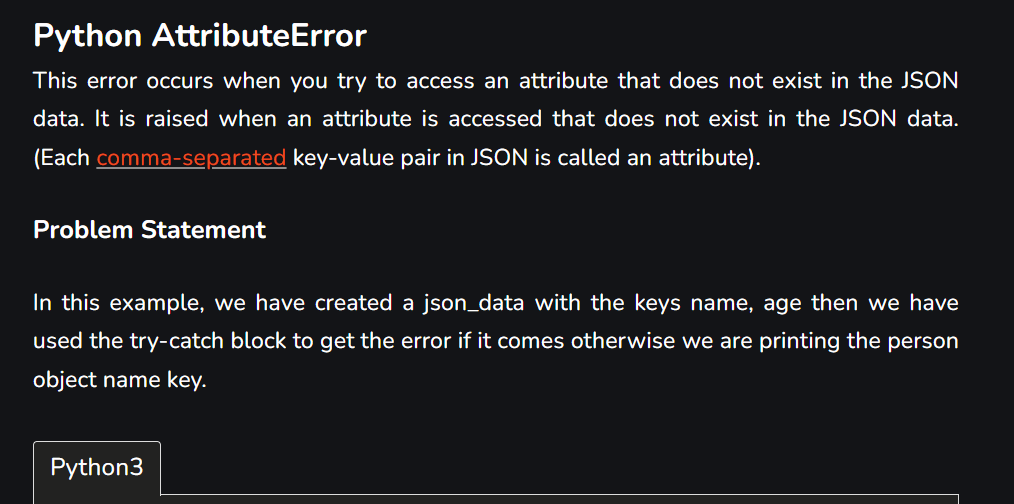 Python AttributeError
This error occurs when you try to access an attribute that does not exist in the JSON
data. It is raised when an attribute is accessed that does not exist in the JSON data.
(Each comma-separated key-value pair in JSON is called an attribute).
Problem Statement
In this example, we have created a json_data with the keys name, age then we have
used the try-catch block to get the error if it comes otherwise we are printing the person
object name key.
Python3